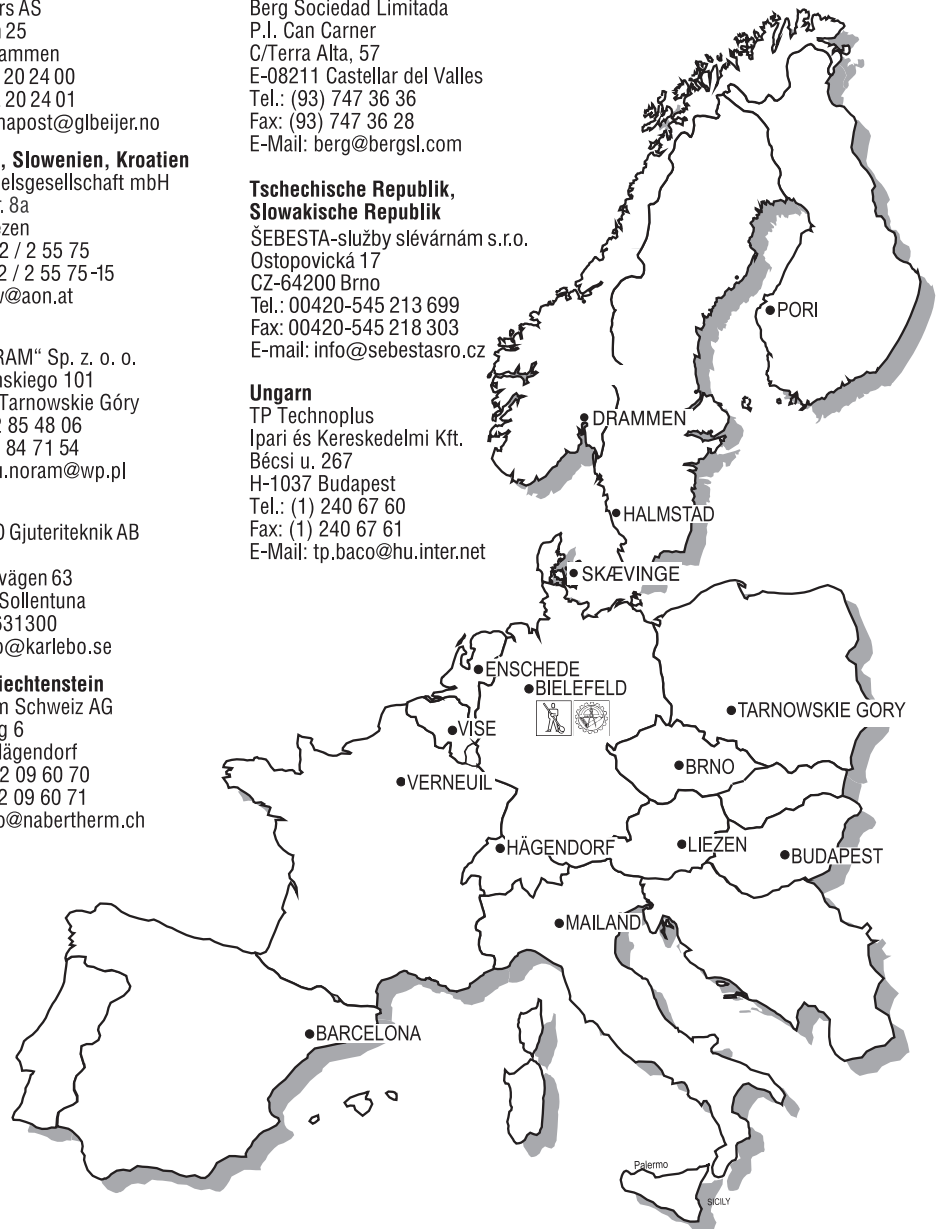 rs AS
25
ammen
20 24 00
20 24 01
apost@glbeijer.no
, Slowenien, Kroatien
elsgesellschaft mbH
r. 8a
ezen
2 / 2 55 75
2 / 2 55 75-15
@aon.at
RAM“ Sp. z. o. o.
nskiego 101
Tarnowskie Góry
2 85 48 06
84 71 54
u.noram@wp.pl
O Gjuteriteknik AB
vägen 63
Sollentuna
631300
o@karlebo.se
iechtenstein
m Schweiz AG
g 6
Hägendorf
2 09 60 70
2 09 60 71
o@nabertherm.ch
Berg Sociedad Limitada
P.I. Can Carner
C/Terra Alta, 57
E-08211 Castellar del Valles
Tel.: (93) 747 36 36
Fax: (93) 747 36 28
E-Mail: berg@bergsl.com
Tschechische Republik,
Slowakische Republik
ŠEBESTA-služby slévárnám s.r.o.
Ostopovická 17
CZ-64200 Brno
Tel.: 00420-545 213 699
Fax: 00420-545 218 303
E-mail: info@sebestasro.cz
Ungarn
TP Technoplus
Ipari és Kereskedelmi Kft.
Bécsi u. 267
H-1037 Budapest
Tel.: (1) 240 67 60
Fax: (1) 240 67 61
E-Mail: tp.baco@hu.inter.net
PORI
DRAMMEN
HALMSTAD
SKÆVINGE
ENSCHEDE
BIELEFELD
TARNOWSKIE GORY
VISE
BRNO
VERNEUIL
HÄGENDORF
LIEZEN
BUDAPEST
MAILAND
BARCELONA
Palermo
SICILY